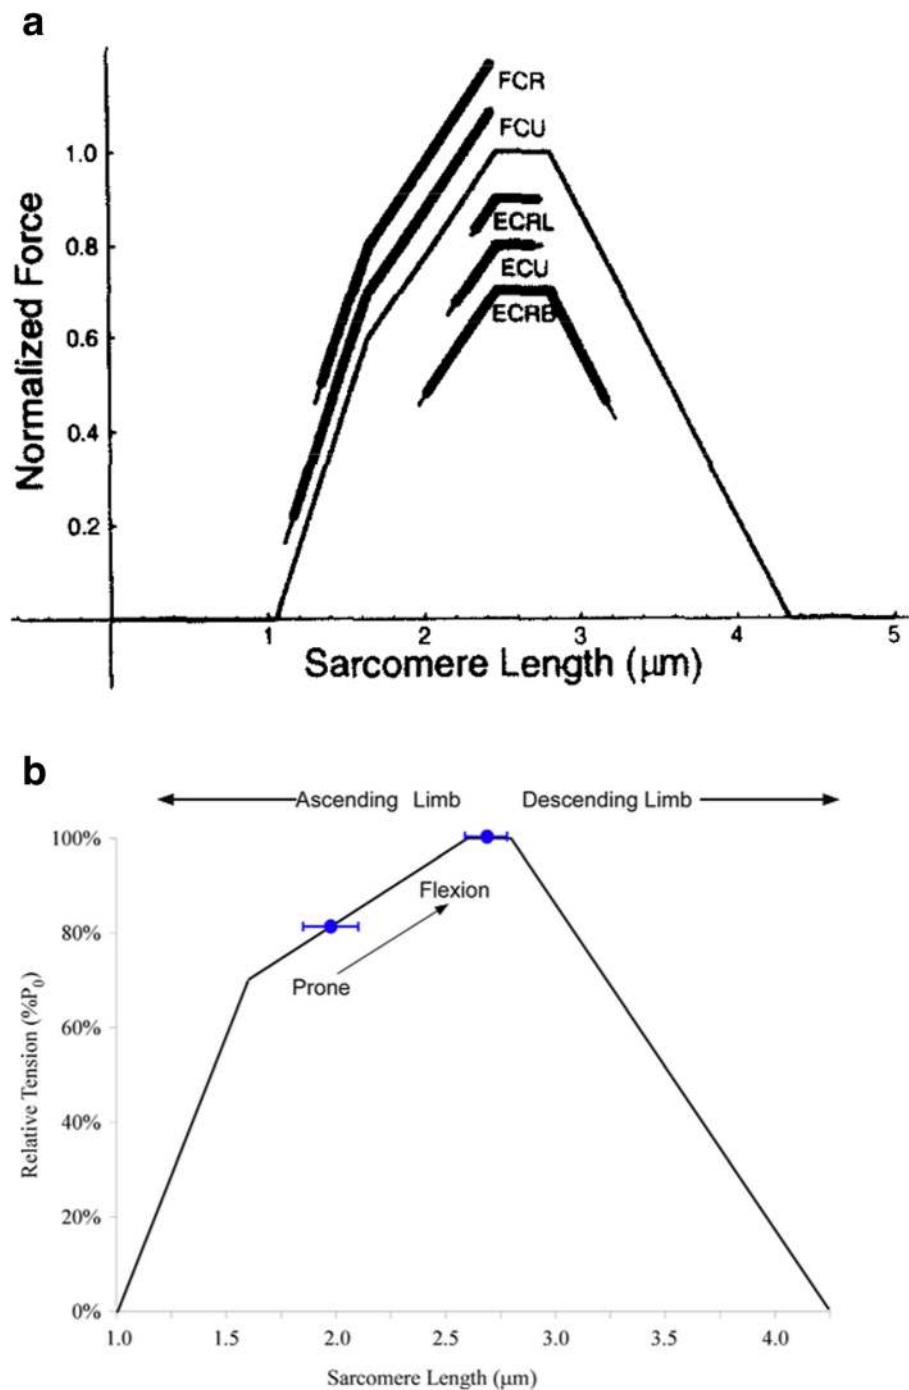 a
FCR
FCU
1.0
ECRL
0.8
ECU
ECRB
0.6
0.4
0.2
Normalized Force
1 2 3 4 5
Sarcomere Length (μm)
b
Ascending Limb Descending Limb
100%
Flexion
80%
Prone
60%
40%
20%
0%
Relative Tension (%P0)
1.0 2.0 2.5 3.0 3.5 4.0
Sarcomere Length (μm)